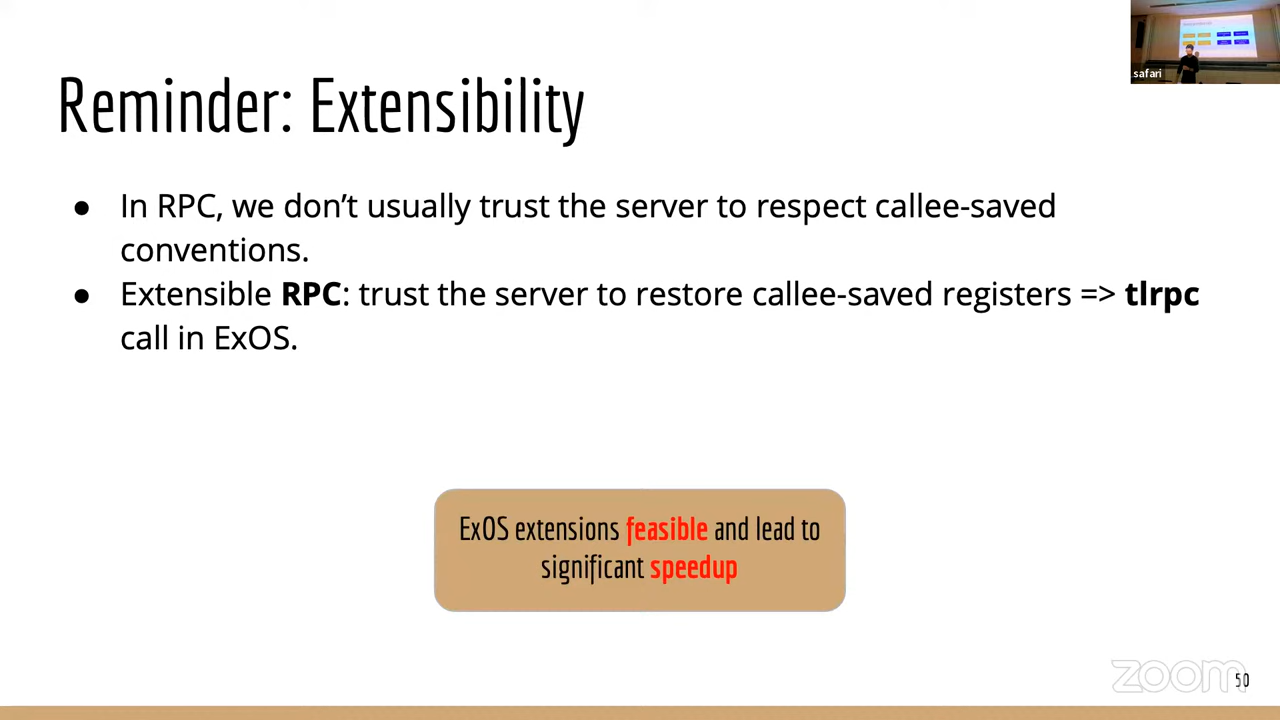 safari
Reminder: Extensibility
● In RPC, we don’t usually trust the server to respect callee-saved
conventions.
● Extensible RPC: trust the server to restore callee-saved registers => tlrpc
call in ExOS.
ExOS extensions feasible and lead to
significant speedup
zoom
50